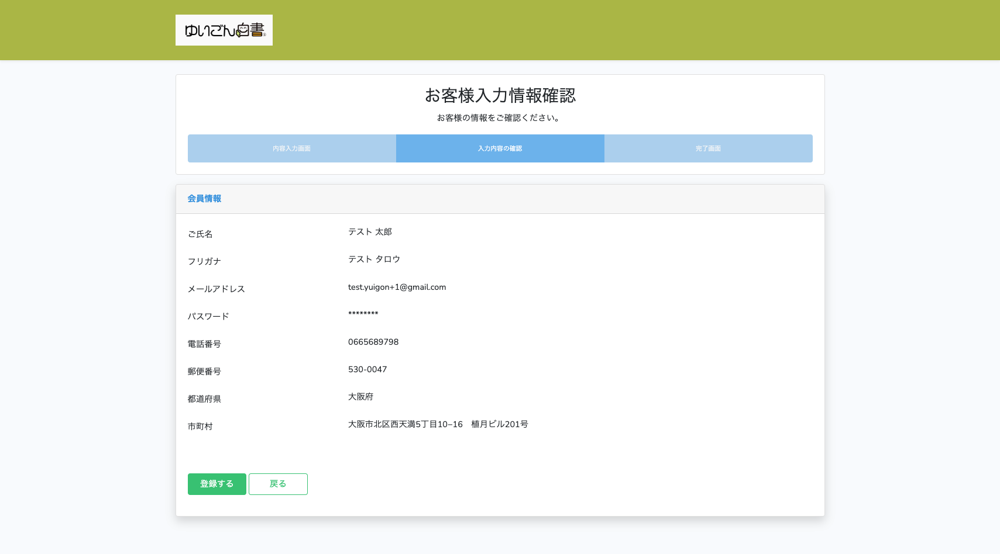 ゆいごん白書®
お客様入力情報確認
お客様の情報をご確認ください。
内容入力画面
入力内容の確認
完了画面
会員情報
ご氏名 テスト 太郎
フリガナ テスト タロウ
メールアドレス test.yuigon+1@gmail.com
パスワード ********
電話番号 0665689798
郵便番号 530-0047
都道府県 大阪府
市町村 大阪市北区西天満5丁目10−16　植月ビル201号
登録する 戻る